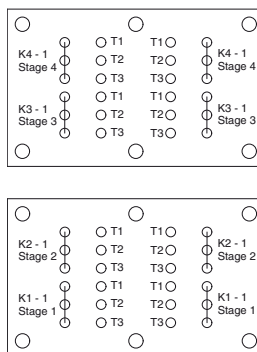 T1 T1
K4 - 1 T2 T2 K4 - 1
Stage 4 T3 T3 Stage 4
T1 T1
K3 - 1 T2 T2 K3 - 1
Stage 3 T3 T3 Stage 3
T1 T1
K2 - 1 T2 T2 K2 - 1
Stage 2 T3 T3 Stage 2
T1 T1
K1 - 1 T2 T2 K1 - 1
Stage 1 T3 T3 Stage 1